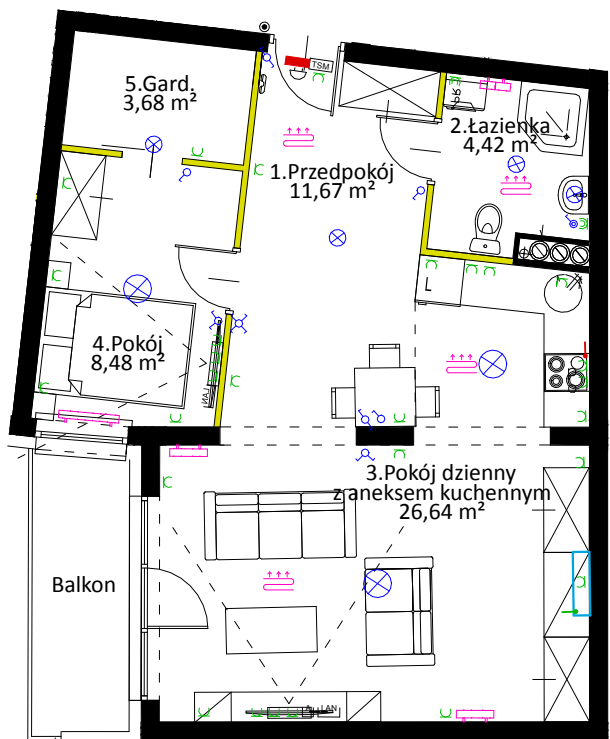 TSM
5.Gard.
3,68 m²
2.Łazienka
4,42 m²
1.Przedpokój
11,67 m²
L
4.Pokój
8,48 m²
LAN
3.Pokój dzienny
z aneksem kuchennym
26,64 m²
Balkon
LAN